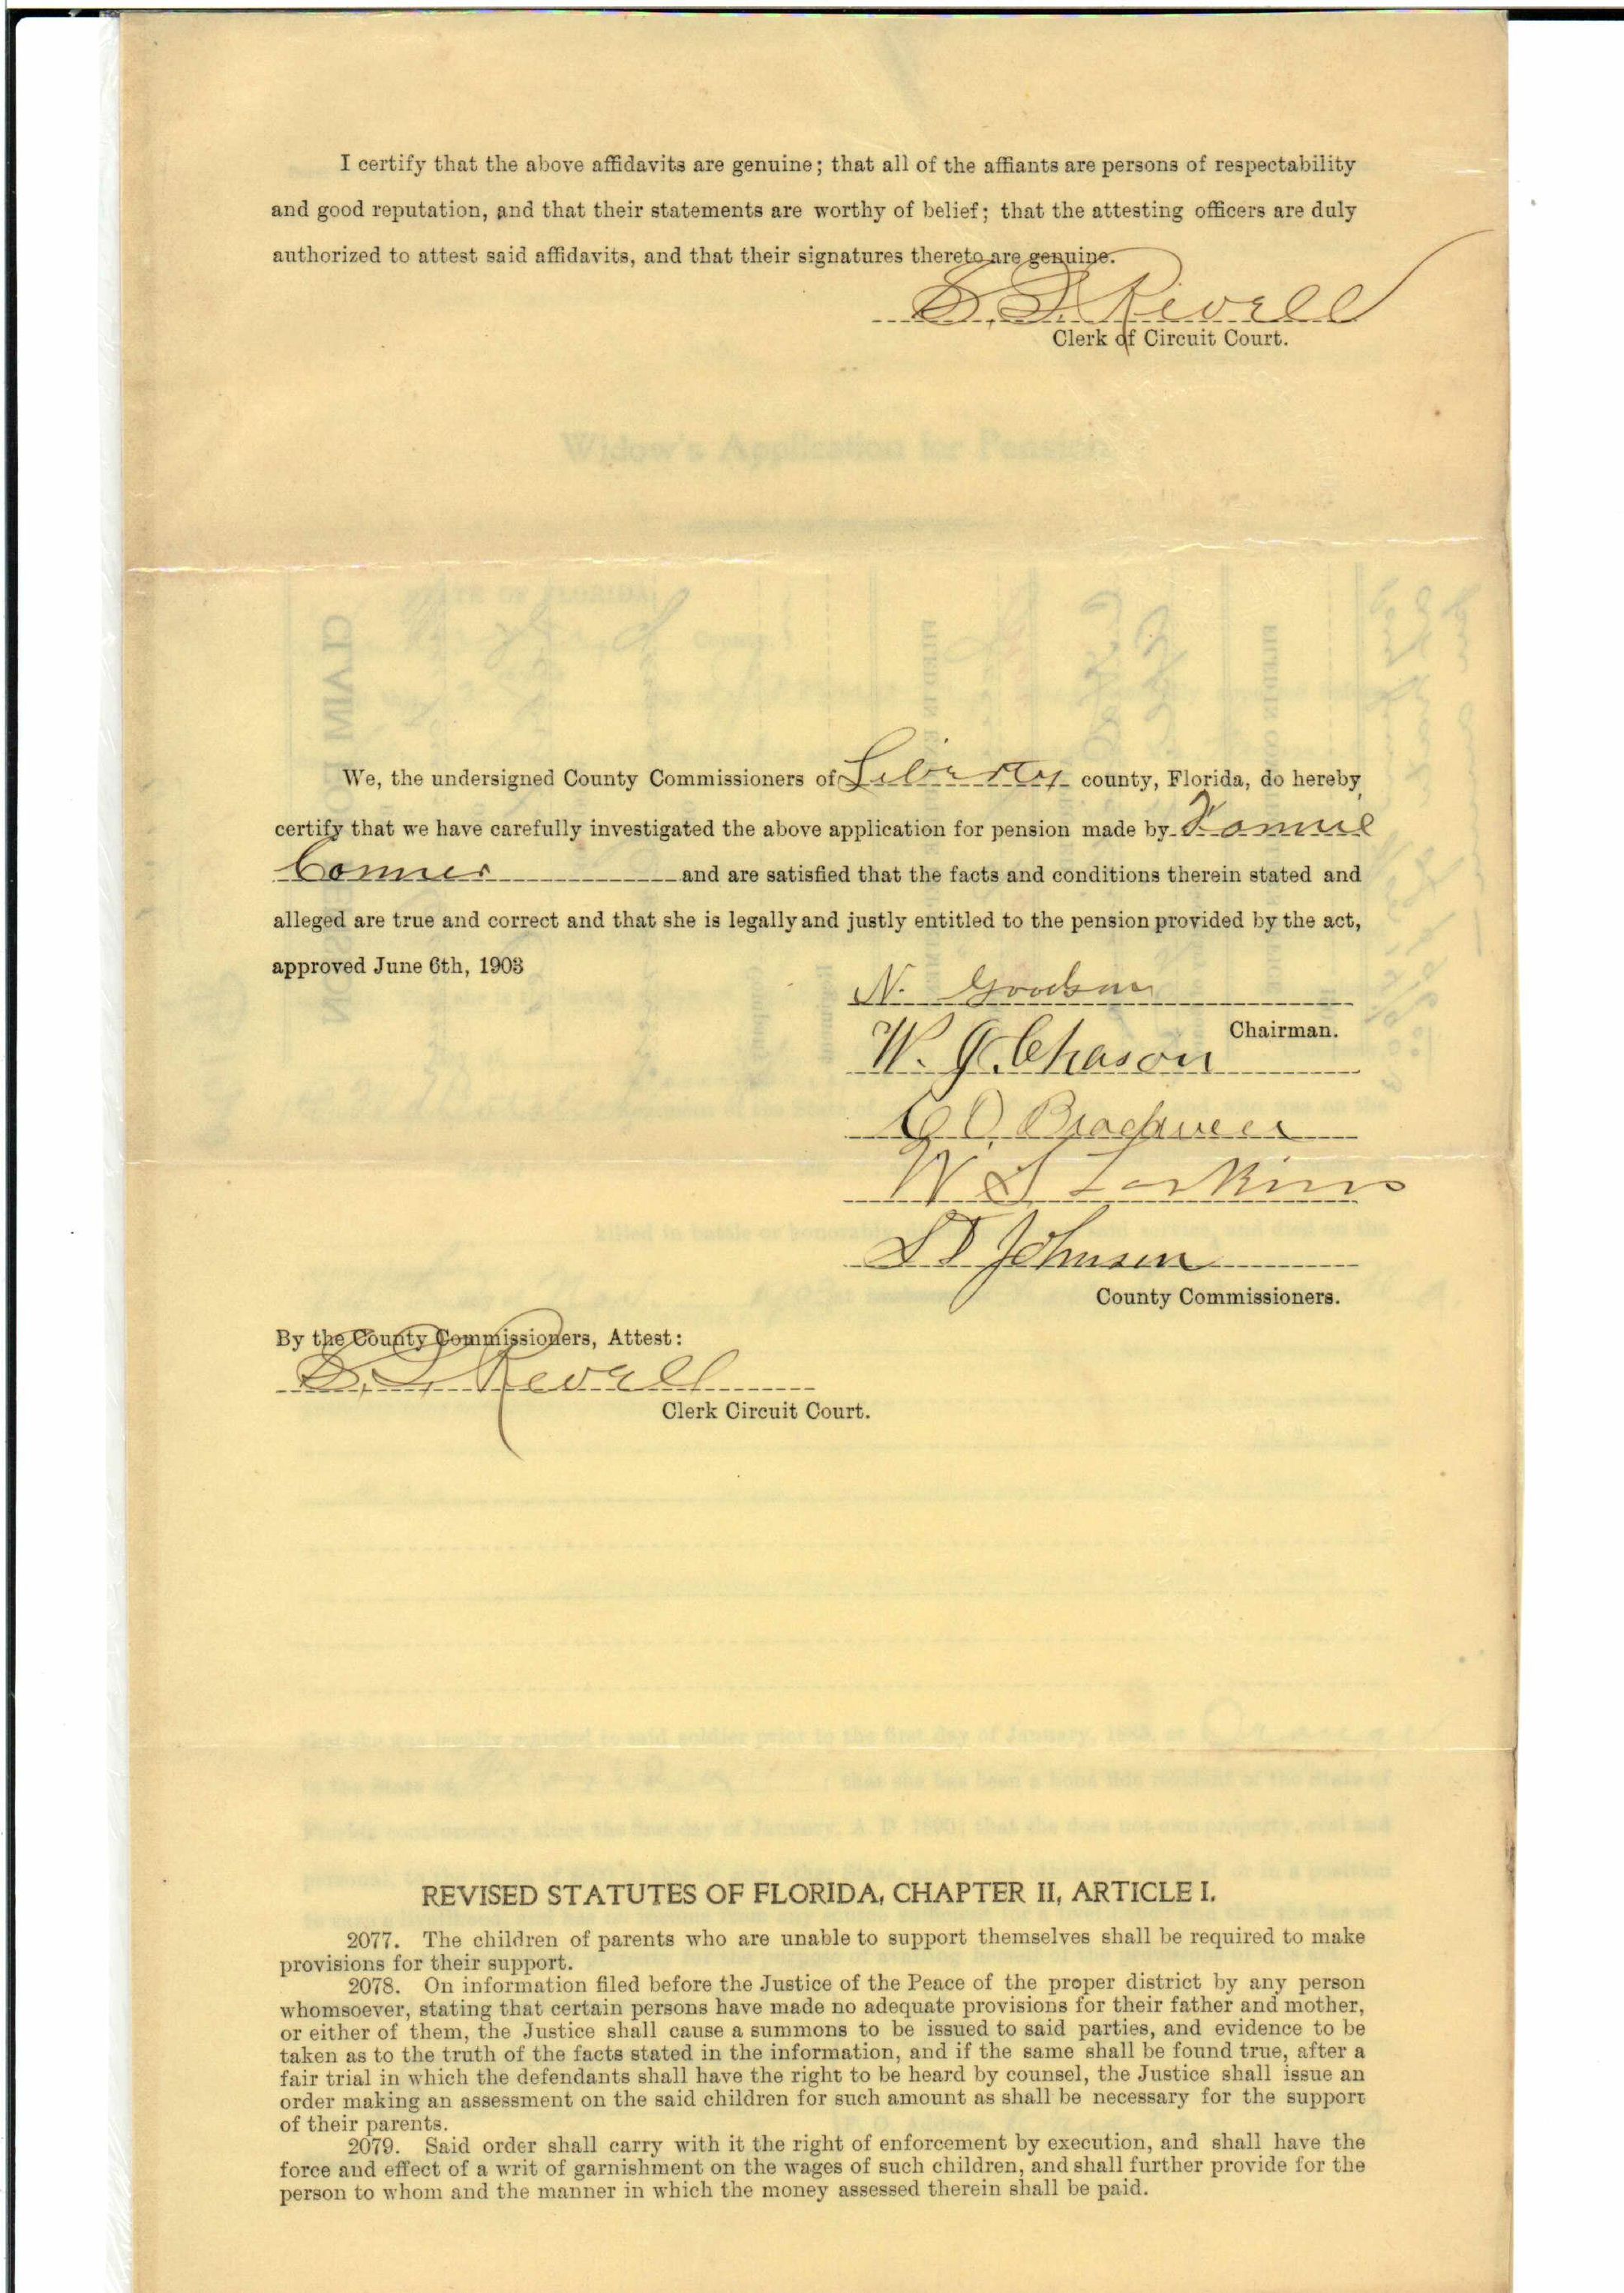 I certify that the above affidavits are genuine; that all of the affiants are persons of respectability
and good reputation, and that their statements are worthy of belief; that the attesting officers are duly
authorized to attest said affidavits, and that their signatures thereto are genuine.
Revell
Clerk of Circuit Court.
Widow's Application for Pension
We, the undersigned County Commissioners of Liberty county, Florida, do hereby
certify that we have carefully investigated the above application for pension made by
Conner and are satisfied that the facts and conditions therein stated and
alleged are true and correct and that she is legally and justly entitled to the pension provided by the act,
approved June 6th, 1903
N. Goodson
Chairman.
W. J. Chason
W S Larkins
Johnson
County Commissioners.
By the County Commissioners, Attest:
Revell
Clerk Circuit Court.
REVISED STATUTES OF FLORIDA, CHAPTER II, ARTICLE I.
2077. The children of parents who are unable to support themselves shall be required to make
provisions for their support.
2078. On information filed before the Justice of the Peace of the proper district by any person
whomsoever, stating that certain persons have made no adequate provisions for their father and mother,
or either of them, the Justice shall cause a summons to be issued to said parties, and evidence to be
taken as to the truth of the facts stated in the information, and if the same shall be found true, after a
fair trial in which the defendants shall have the right to be heard by counsel, the Justice shall issue an
order making an assessment on the said children for such amount as shall be necessary for the support
of their parents.
2079. Said order shall carry with it the right of enforcement by execution, and shall have the
force and effect of a writ of garnishment on the wages of such children, and shall further provide for the
person to whom and the manner in which the money assessed therein shall be paid.